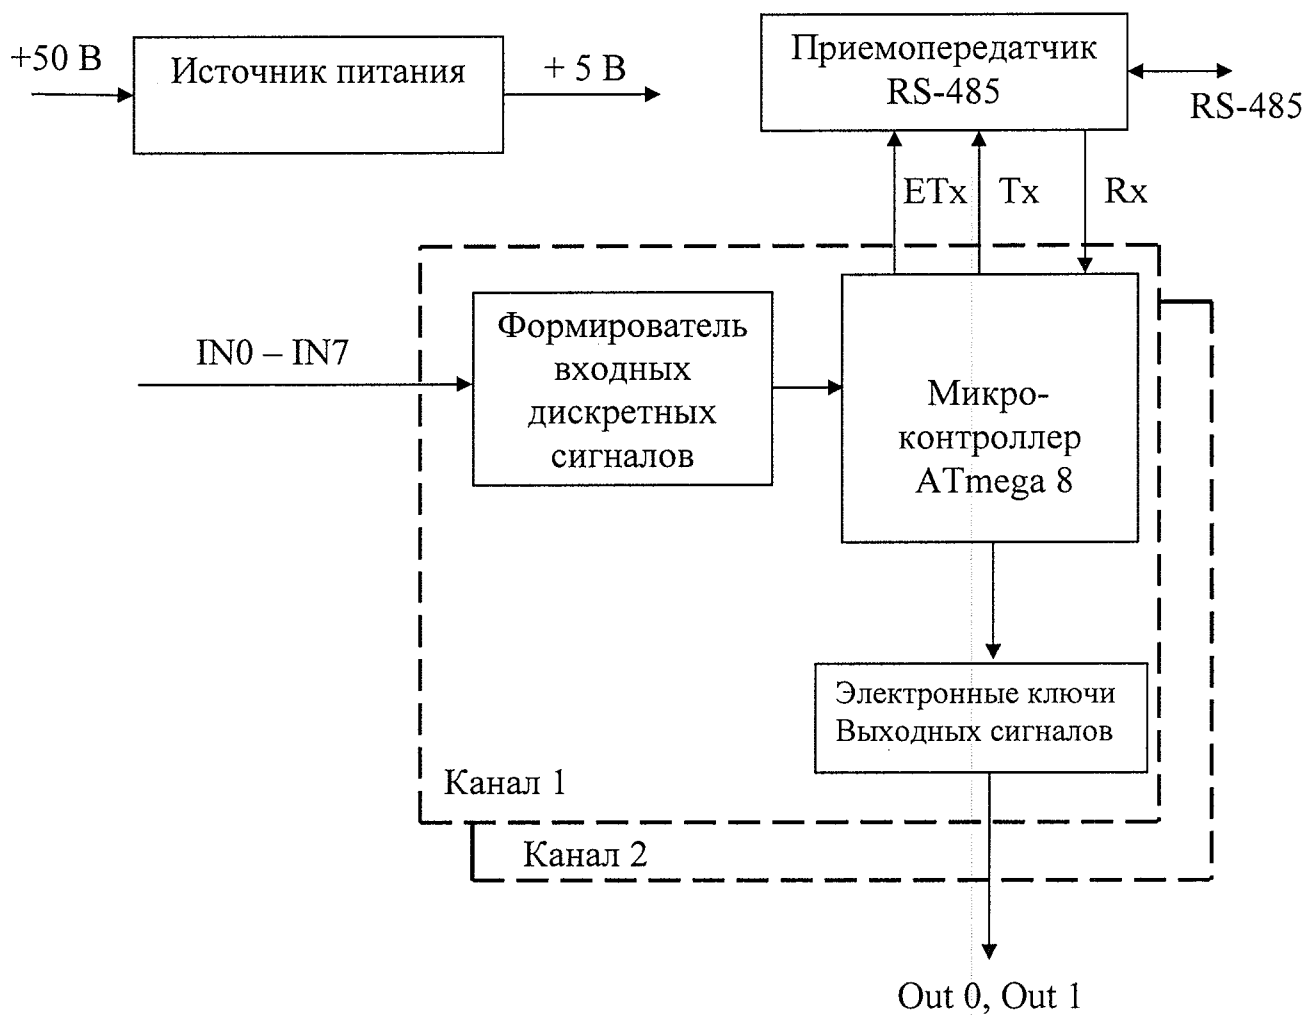 +50 В
Источник питания
+ 5 В
Приемопередатчик
RS-485
RS-485
ETx
Tx
Rx
IN0 – IN7
Формирователь
входных
дискретных
сигналов
Микро-
контроллер
ATmega 8
Электронные ключи
Выходных сигналов
Канал 1
Канал 2
Out 0, Out 1